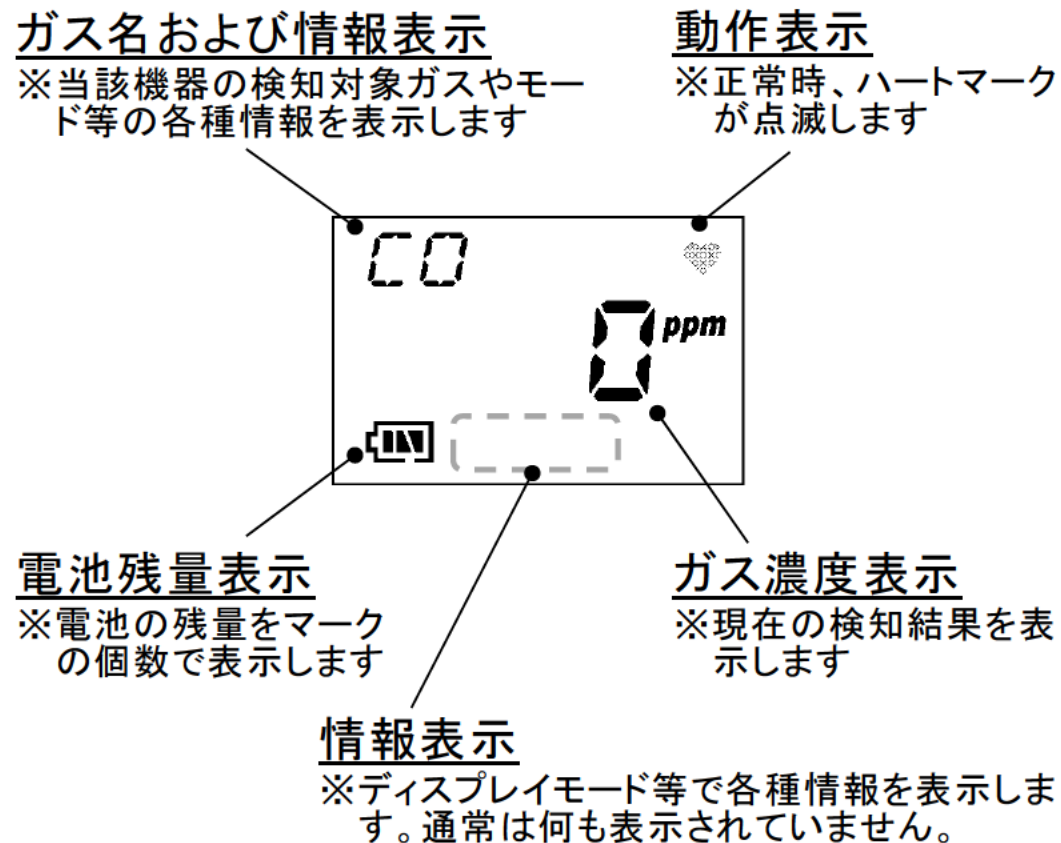 ガス名および情報表示
※当該機器の検知対象ガスやモー
ド等の各種情報を表示します
動作表示
※正常時、ハートマーク
が点滅します
CO
0 ppm
電池残量表示
※電池の残量をマーク
の個数で表示します
ガス濃度表示
※現在の検知結果を表
示します
情報表示
※ディスプレイモード等で各種情報を表示しま
す。通常は何も表示されていません。